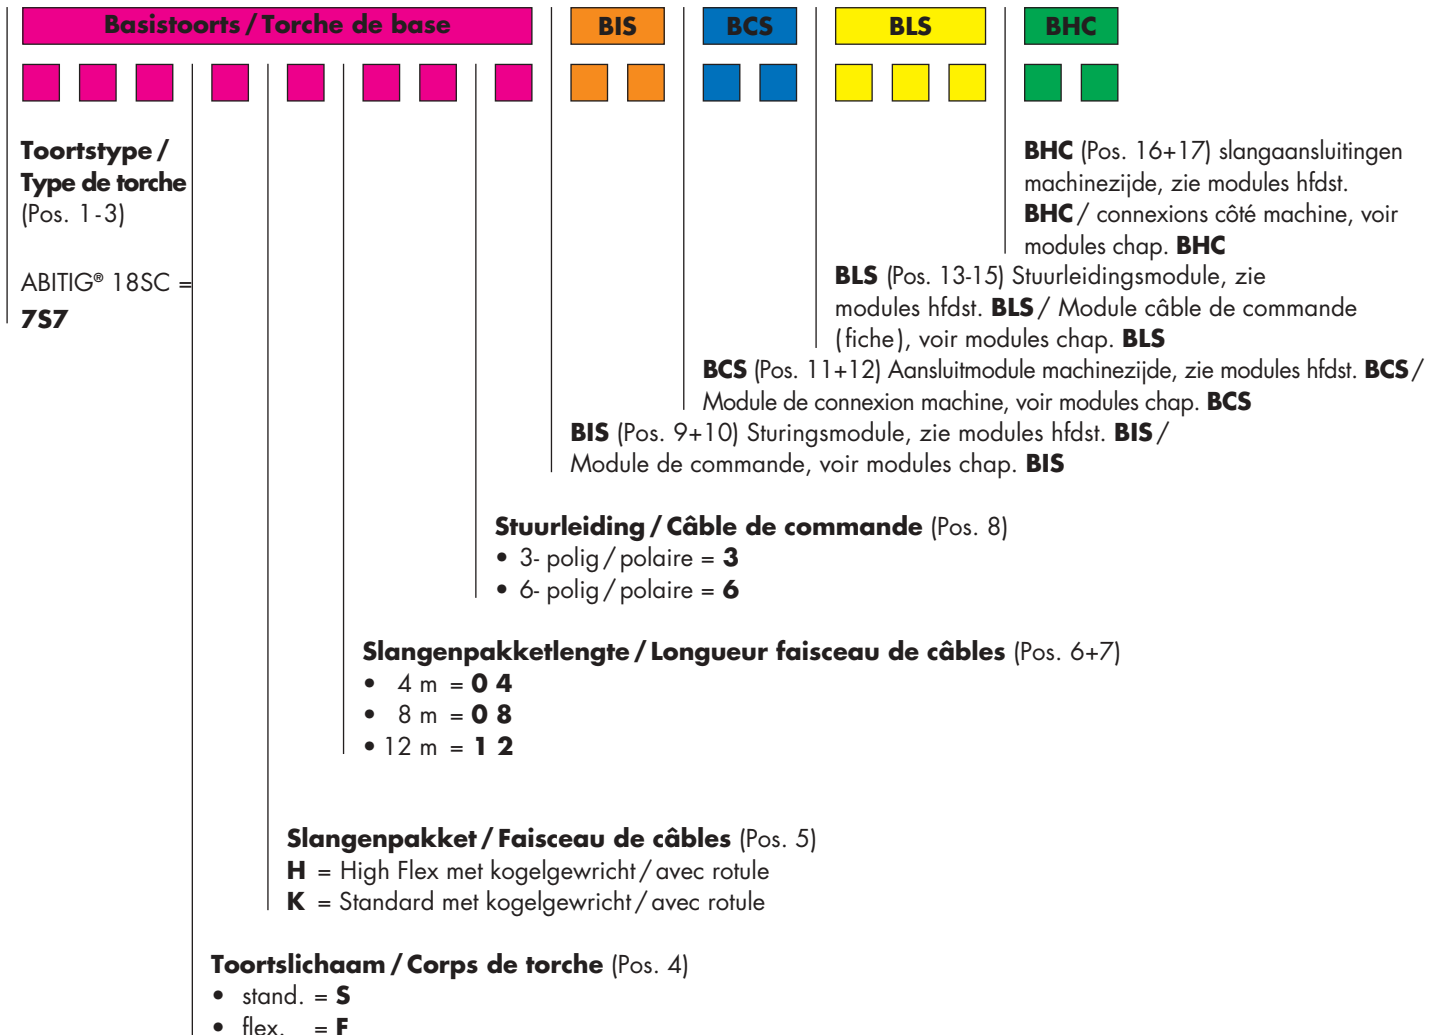 Basistoorts / Torche de base
BIS
BCS
BLS
BHC
Toortstype /
Type de torche
(Pos. 1-3)
ABITIG® 18SC =
7S7
BHC (Pos. 16+17) slangaansluitingen
machinezijde, zie modules hfdst.
BHC / connexions côté machine, voir
modules chap. BHC
BLS (Pos. 13-15) Stuurleidingsmodule, zie
modules hfdst. BLS / Module câble de commande
(fiche), voir modules chap. BLS
BCS (Pos. 11+12) Aansluitmodule machinezijde, zie modules hfdst. BCS /
Module de connexion machine, voir modules chap. BCS
BIS (Pos. 9+10) Sturingsmodule, zie modules hfdst. BIS /
Module de commande, voir modules chap. BIS
Stuurleiding / Câble de commande (Pos. 8)
• 3- polig / polaire = 3
• 6- polig / polaire = 6
Slangenpakketlengte / Longueur faisceau de câbles (Pos. 6+7)
• 4 m = 0 4
• 8 m = 0 8
• 12 m = 1 2
Slangenpakket / Faisceau de câbles (Pos. 5)
H = High Flex met kogelgewricht / avec rotule
K = Standard met kogelgewricht / avec rotule
Toortslichaam / Corps de torche (Pos. 4)
• stand. = S
• flex. = F